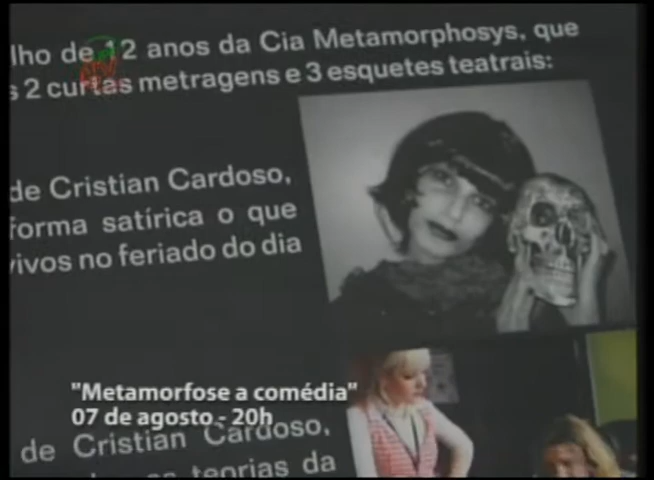 lho de 12 anos da Cia Metamorphosys, que
s 2 curtas metragens e 3 esquetes teatrais:
de Cristian Cardoso,
forma satírica o que
vivos no feriado do dia
"Metamorfose a comédia"
07 de agosto - 20h
de Cristian Cardoso,
teorias da